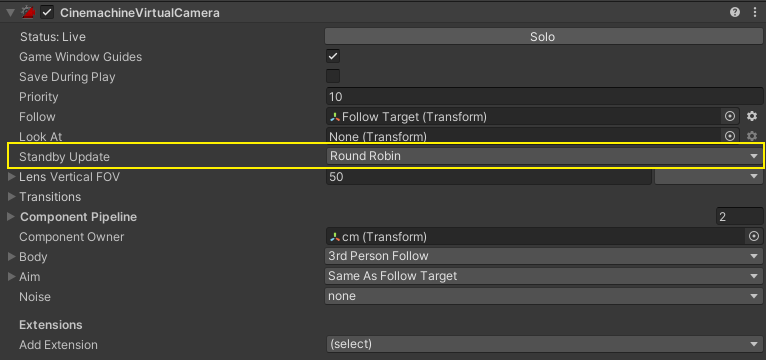 CinemachineVirtualCamera
Status: Live Solo
Game Window Guides
Save During Play
Priority 10
Follow Follow Target (Transform)
Look At None (Transform)
Standby Update Round Robin
Lens Vertical FOV 50
Transitions
Component Pipeline 2
Component Owner cm (Transform)
Body 3rd Person Follow
Aim Same As Follow Target
Noise none
Extensions
Add Extension (select)